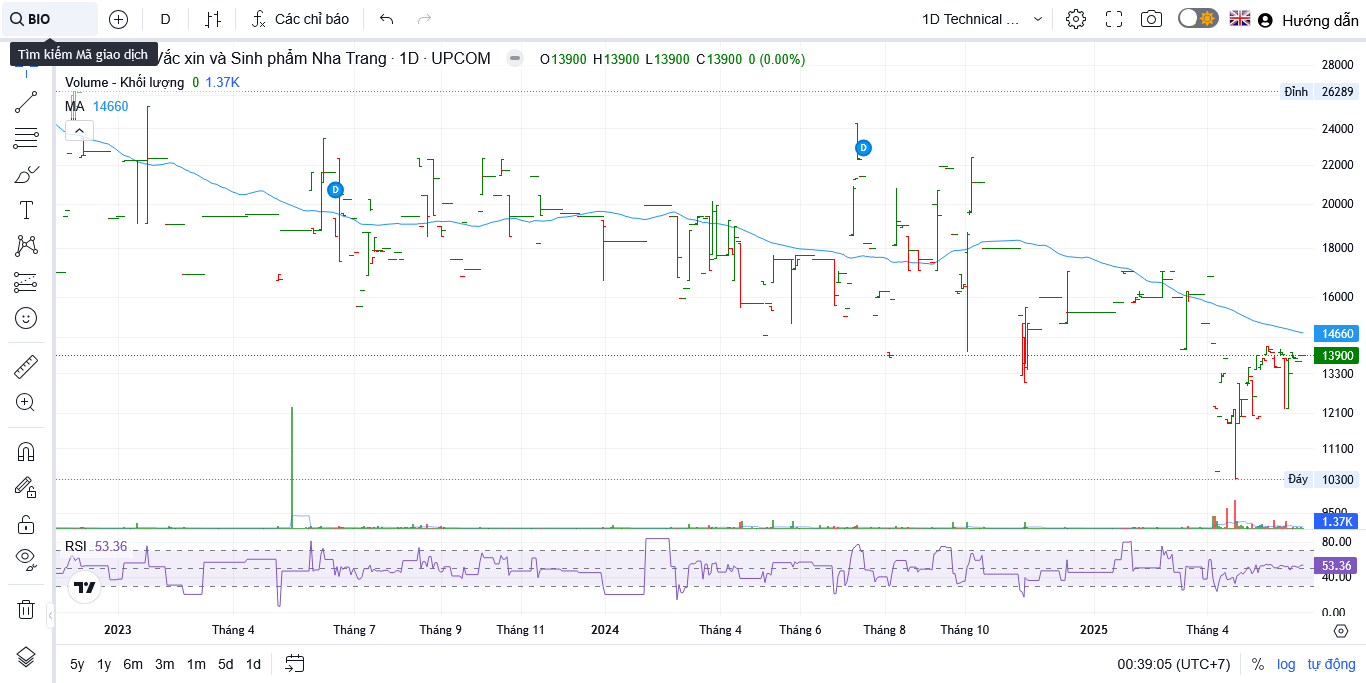 BIO D Các chỉ báo 1D Technical ... Hướng dẫn
Tìm kiếm Mã giao dịch
Vắc xin và Sinh phẩm Nha Trang · 1D · UPCOM O13900 H13900 L13900 C13900 0 (0.00%)
Volume - Khối lượng 0 1.37K
MA 14660
28000
Đỉnh 26289
24000
22000
20000
18000
16000
14660
13900
13300
12100
11100
Đáy 10300
9500
1.37K
D
D
RSI 53.36
80.00
53.36
40.00
0.00
2023 Tháng 4 Tháng 7 Tháng 9 Tháng 11 2024 Tháng 4 Tháng 6 Tháng 8 Tháng 10 2025 Tháng 4
5y 1y 6m 3m 1m 5d 1d 00:39:05 (UTC+7) % log tự động